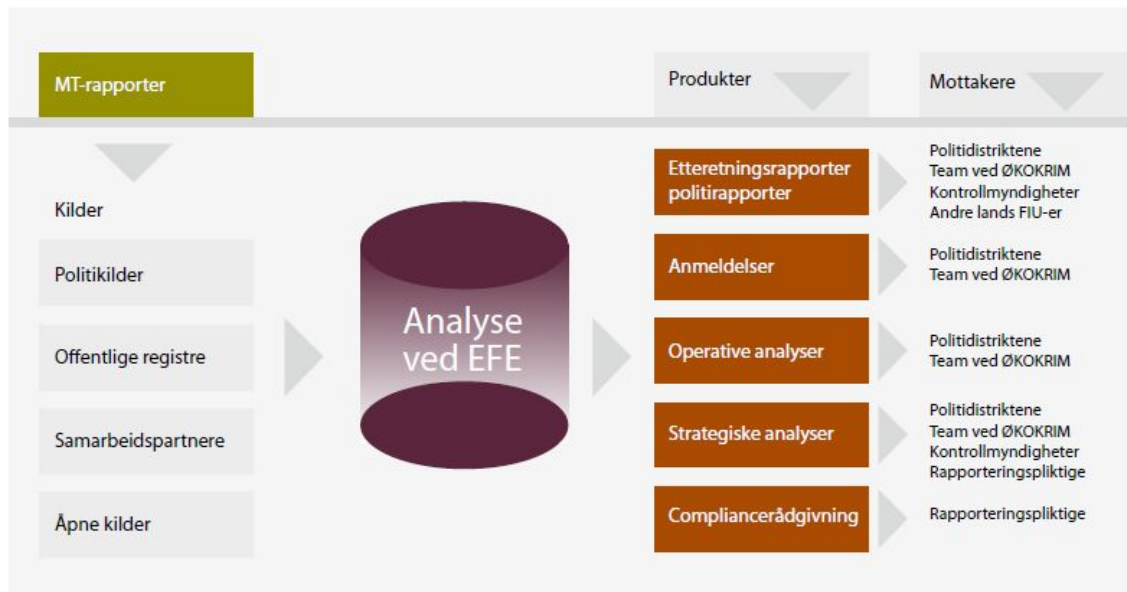 MT-rapporter
Kilder
Politikilder
Offentlige registre
Samarbeidspartnere
Åpne kilder
Analyse
ved EFE
Produkter
Mottakere
Etteretningsrapporter
politirapporter
Politidistriktene
Team ved ØKOKRIM
Kontrollmyndigheter
Andre lands FIU-er
Anmeldelser
Politidistriktene
Team ved ØKOKRIM
Operative analyser
Politidistriktene
Team ved ØKOKRIM
Strategiske analyser
Politidistriktene
Team ved ØKOKRIM
Kontrollmyndigheter
Rapporteringspliktige
Compliancerådgivning
Rapporteringspliktige